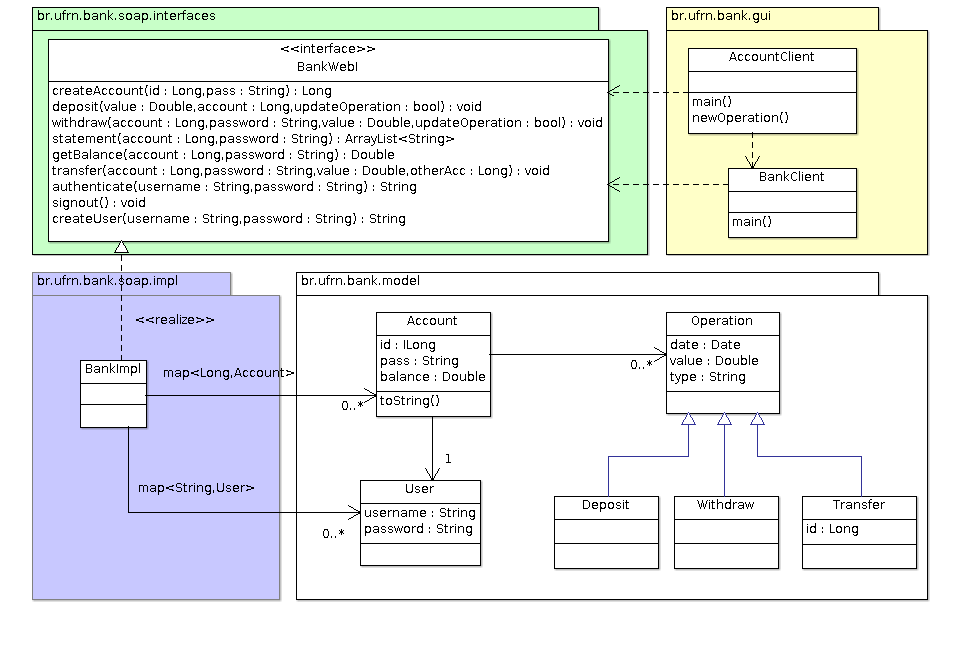 br.ufrn.bank.soap.interfaces
<<interface>>
BankWebI
createAccount(id : Long,pass : String) : Long
deposit(value : Double,account : Long,updateOperation : bool) : void
withdraw(account : Long,password : String,value : Double,updateOperation : bool) : void
statement(account : Long,password : String) : ArrayList<String>
getBalance(account : Long,password : String) : Double
transfer(account : Long,password : String,value : Double,otherAcc : Long) : void
authenticate(username : String,password : String) : String
signout() : void
createUser(username : String,password : String) : String
br.ufrn.bank.gui
AccountClient
main()
newOperation()
BankClient
main()
br.ufrn.bank.soap.impl
<<realize>>
BankImpl
map<Long,Account>
0..*
map<String,User>
0..*
br.ufrn.bank.model
Account
id : ILong
pass : String
balance : Double
toString()
1
User
username : String
password : String
0..*
Operation
date : Date
value : Double
type : String
Deposit
Withdraw
Transfer
id : Long